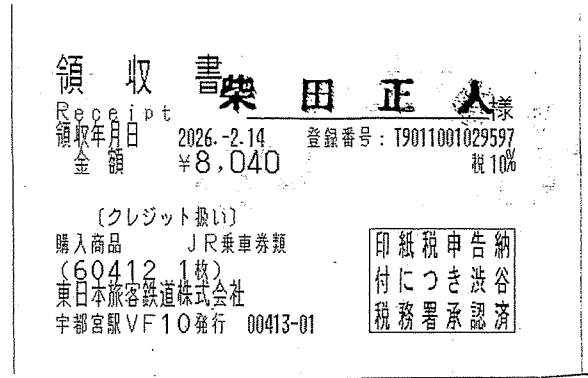 領収書
柴田正人様
Receipt
領収年月日 2026.-2.14 登録番号：T9011001029597
金額 ¥8,040 税10%
〔クレジット扱い〕
購入商品 ＪＲ乗車券類
(60412 1枚)
東日本旅客鉄道株式会社
宇都宮駅ＶＦ１０発行 00413-01
印紙税申告納
付につき渋谷
税務署承認済